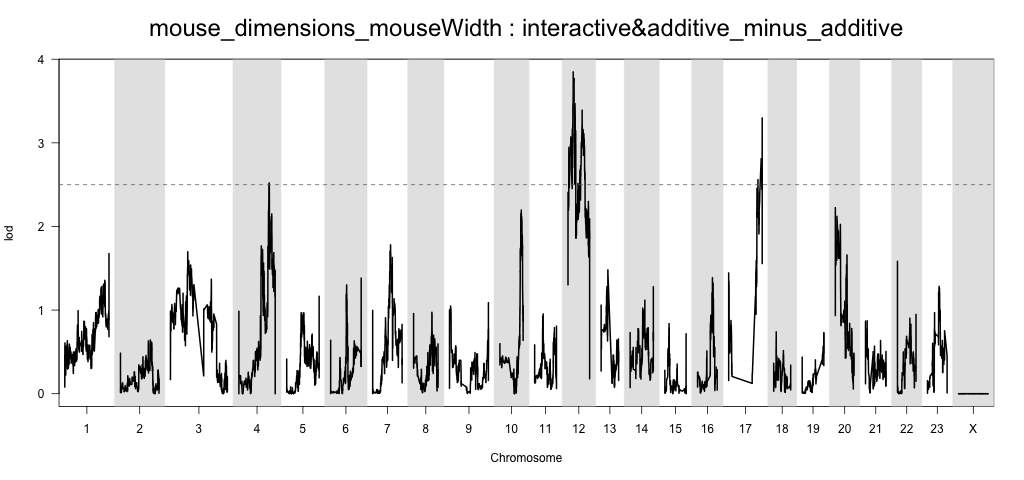 mouse_dimensions_mouseWidth : interactive&additive_minus_additive
4
3
2
1
0
lod
1 2 3 4 5 6 7 8 9 10 11 12 13 14 15 16 17 18 19 20 21 22 23 X
Chromosome